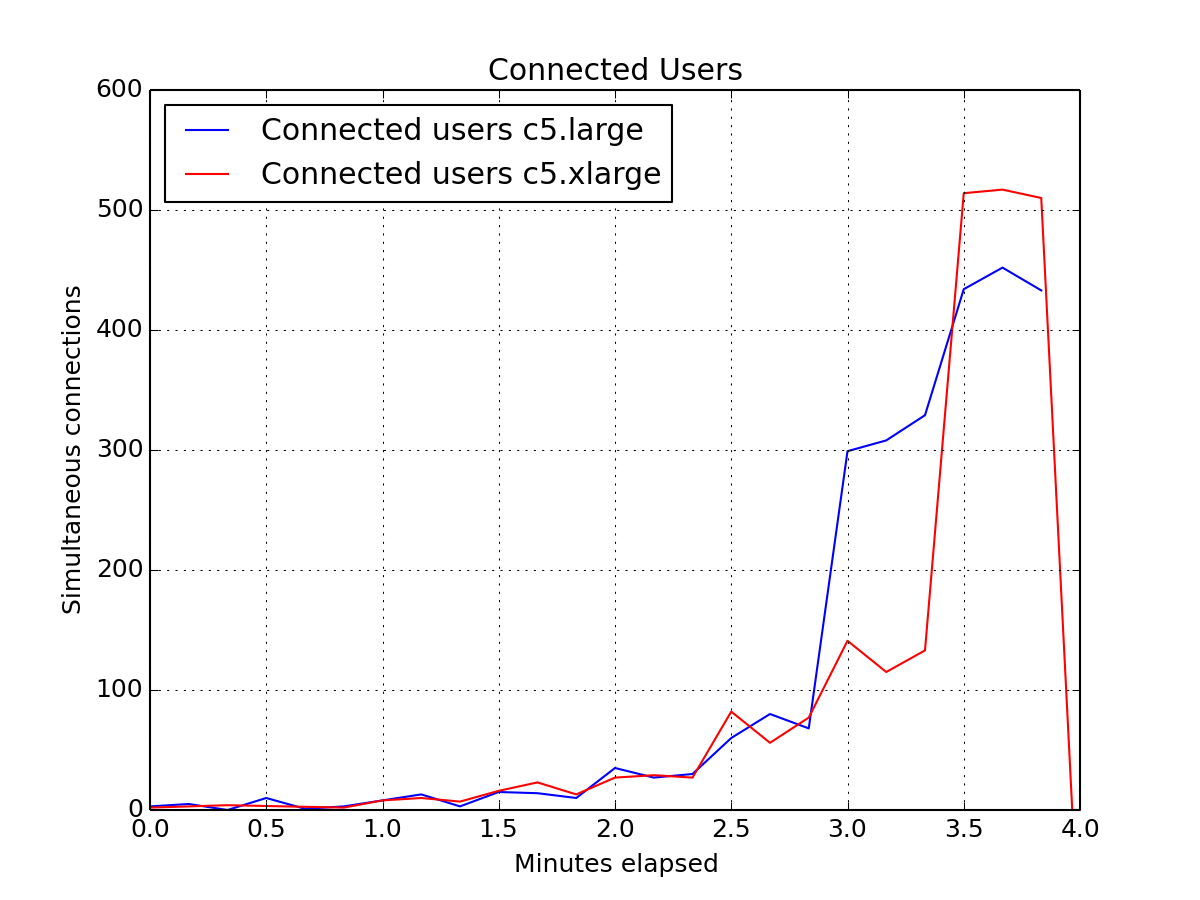 Connected Users
600
500
400
300
200
100
0
Connected users c5.large
Connected users c5.xlarge
Simultaneous connections
0.0 0.5 1.0 1.5 2.0 2.5 3.0 3.5 4.0
Minutes elapsed